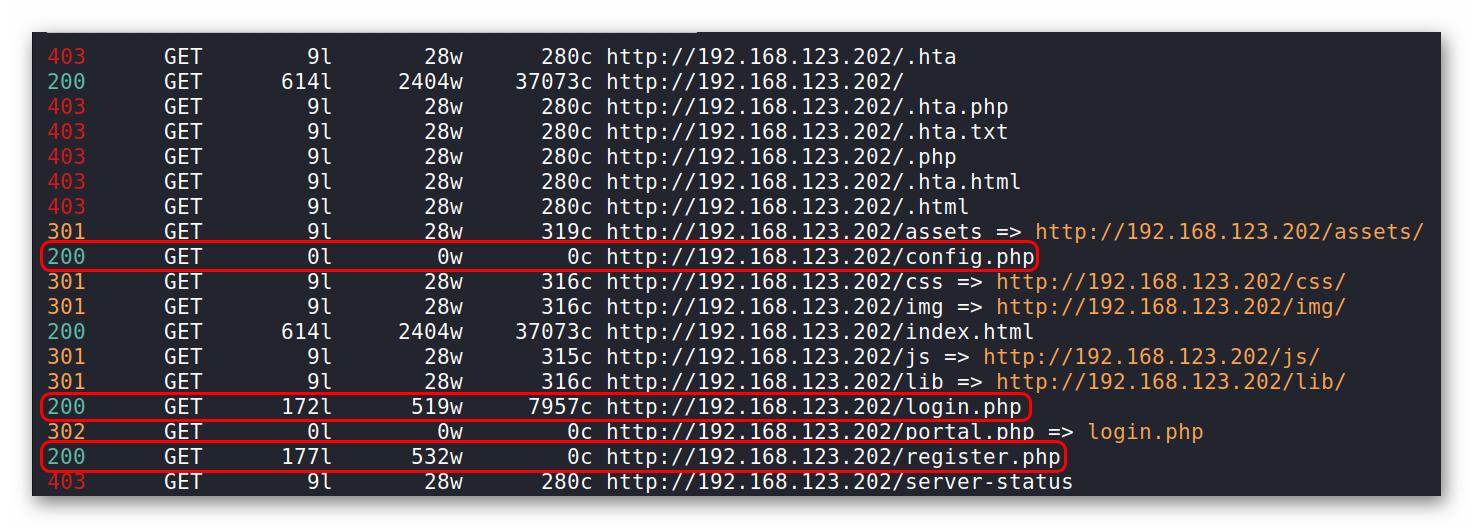 403 GET 9l 28w 280c http://192.168.123.202/.hta
200 GET 614l 2404w 37073c http://192.168.123.202/
403 GET 9l 28w 280c http://192.168.123.202/.hta.php
403 GET 9l 28w 280c http://192.168.123.202/.hta.txt
403 GET 9l 28w 280c http://192.168.123.202/.php
403 GET 9l 28w 280c http://192.168.123.202/.hta.html
403 GET 9l 28w 280c http://192.168.123.202/.html
301 GET 9l 28w 319c http://192.168.123.202/assets => http://192.168.123.202/assets/
200 GET 0l 0w 0c http://192.168.123.202/config.php
301 GET 9l 28w 316c http://192.168.123.202/css => http://192.168.123.202/css/
301 GET 9l 28w 316c http://192.168.123.202/img => http://192.168.123.202/img/
200 GET 614l 2404w 37073c http://192.168.123.202/index.html
301 GET 9l 28w 315c http://192.168.123.202/js => http://192.168.123.202/js/
301 GET 9l 28w 316c http://192.168.123.202/lib => http://192.168.123.202/lib/
200 GET 172l 519w 7957c http://192.168.123.202/login.php
302 GET 0l 0w 0c http://192.168.123.202/portal.php => login.php
200 GET 177l 532w 0c http://192.168.123.202/register.php
403 GET 9l 28w 280c http://192.168.123.202/server-status